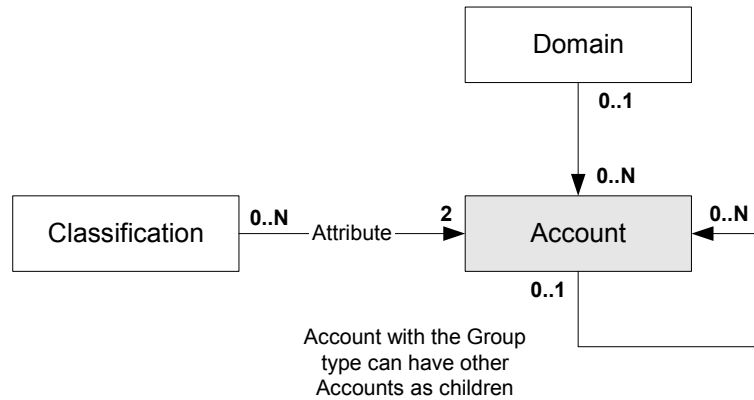 Domain
0..1
0..N
0..N
Attribute
2
0..N
Classification
Account
0..1
Account with the Group
type can have other
Accounts as children